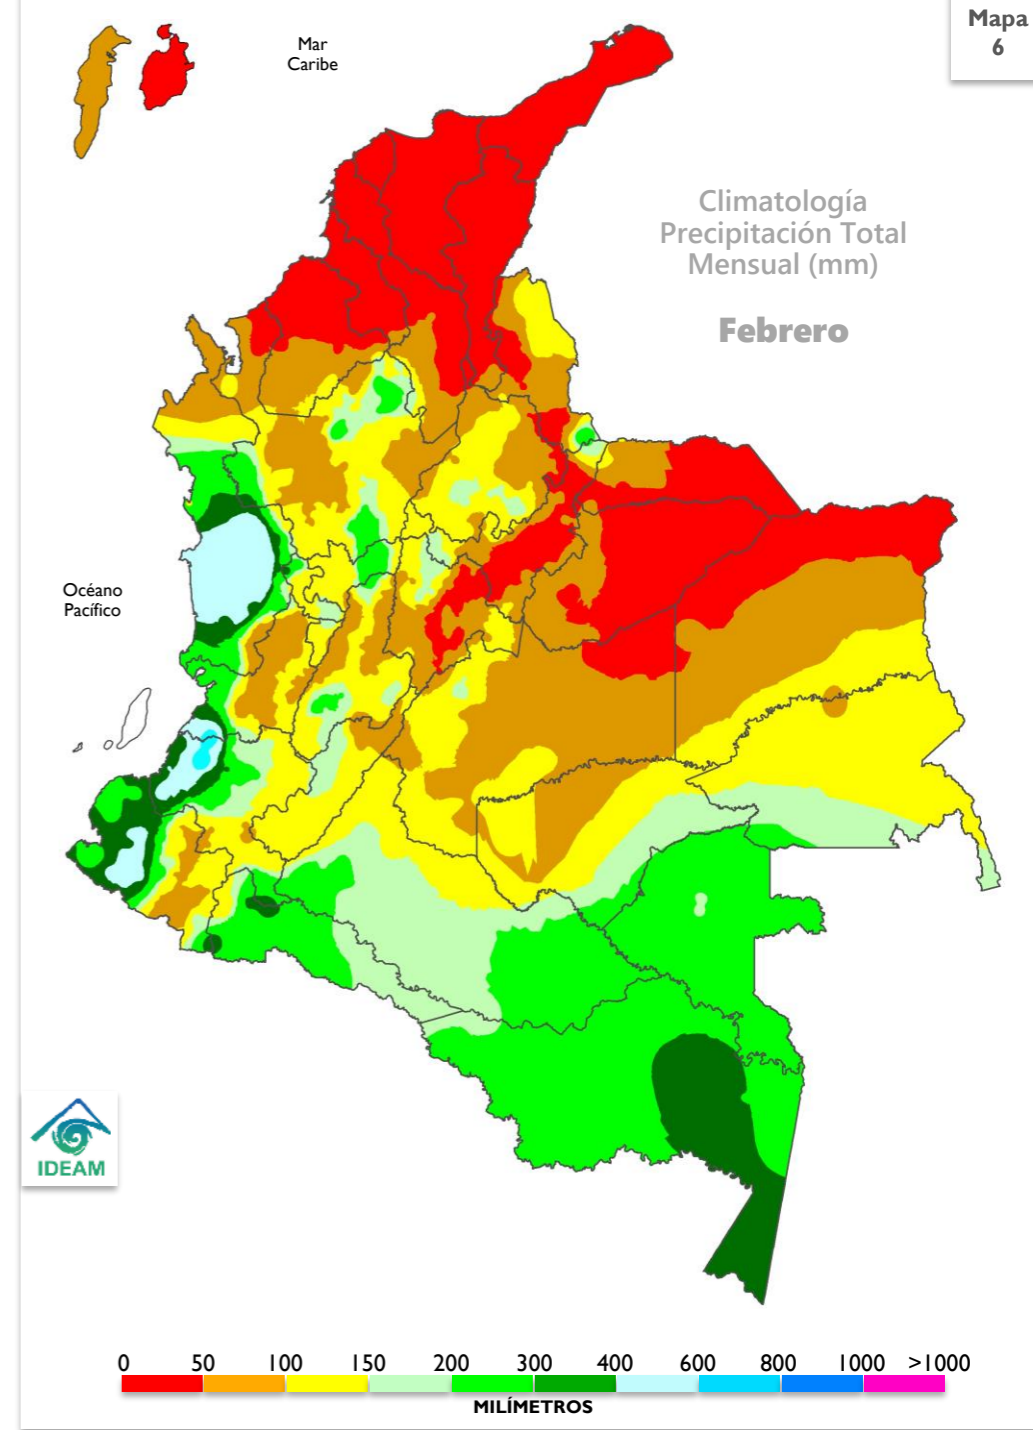 Mapa
6
Mar
Caribe
Climatología
Precipitación Total
Mensual (mm)
Febrero
Océano
Pacífico
IDEAM
0 50 100 150 200 300 400 600 800 1000 >1000
MILÍMETROS